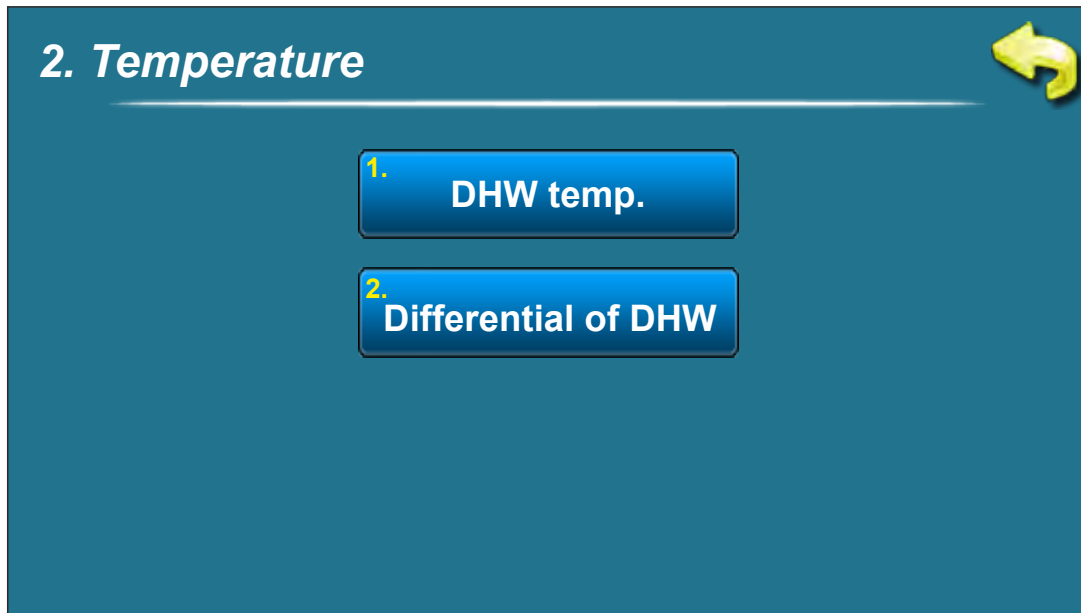 2. Temperature
1.
DHW temp.
2.
Differential of DHW